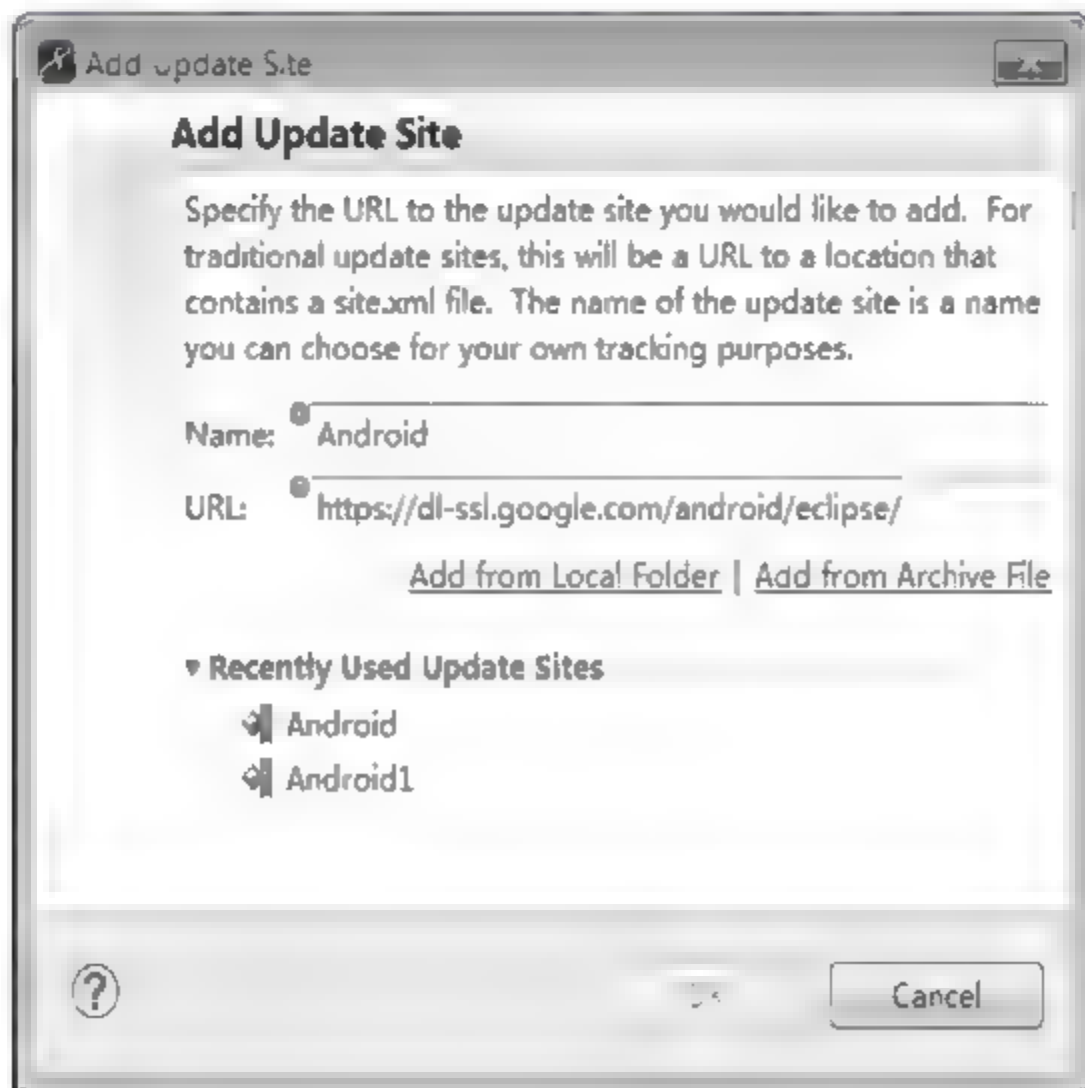 Add Update Site
Add Update Site
Specify the URL to the update site you would like to add. For
traditional update sites, this will be a URL to a location that
contains a site.xml file. The name of the update site is a name
you can choose for your own tracking purposes.
Name: Android
URL: https://dl-ssl.google.com/android/eclipse/
Add from Local Folder | Add from Archive File
Recently Used Update Sites
Android
Android1
Cancel